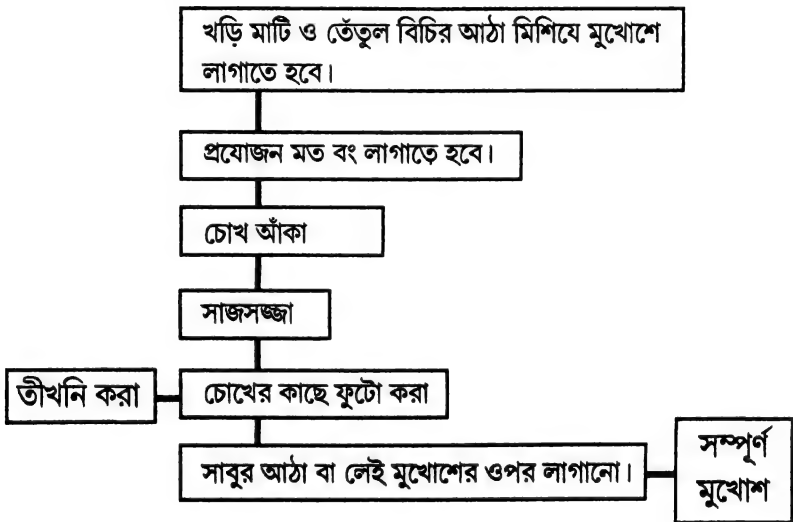 খড়ি মাটি ও তেঁতুল বিচির আঠা মিশিযে মুখোশে
লাগাতে হবে।
প্রযোজন মত বং লাগাতে হবে।
চোখ আঁকা
সাজসজ্জা
তীখনি করা
চোখের কাছে ফুটো করা
সাবুর আঠা বা লেই মুখোশের ওপর লাগানো।
সম্পূর্ণ
মুখোশ